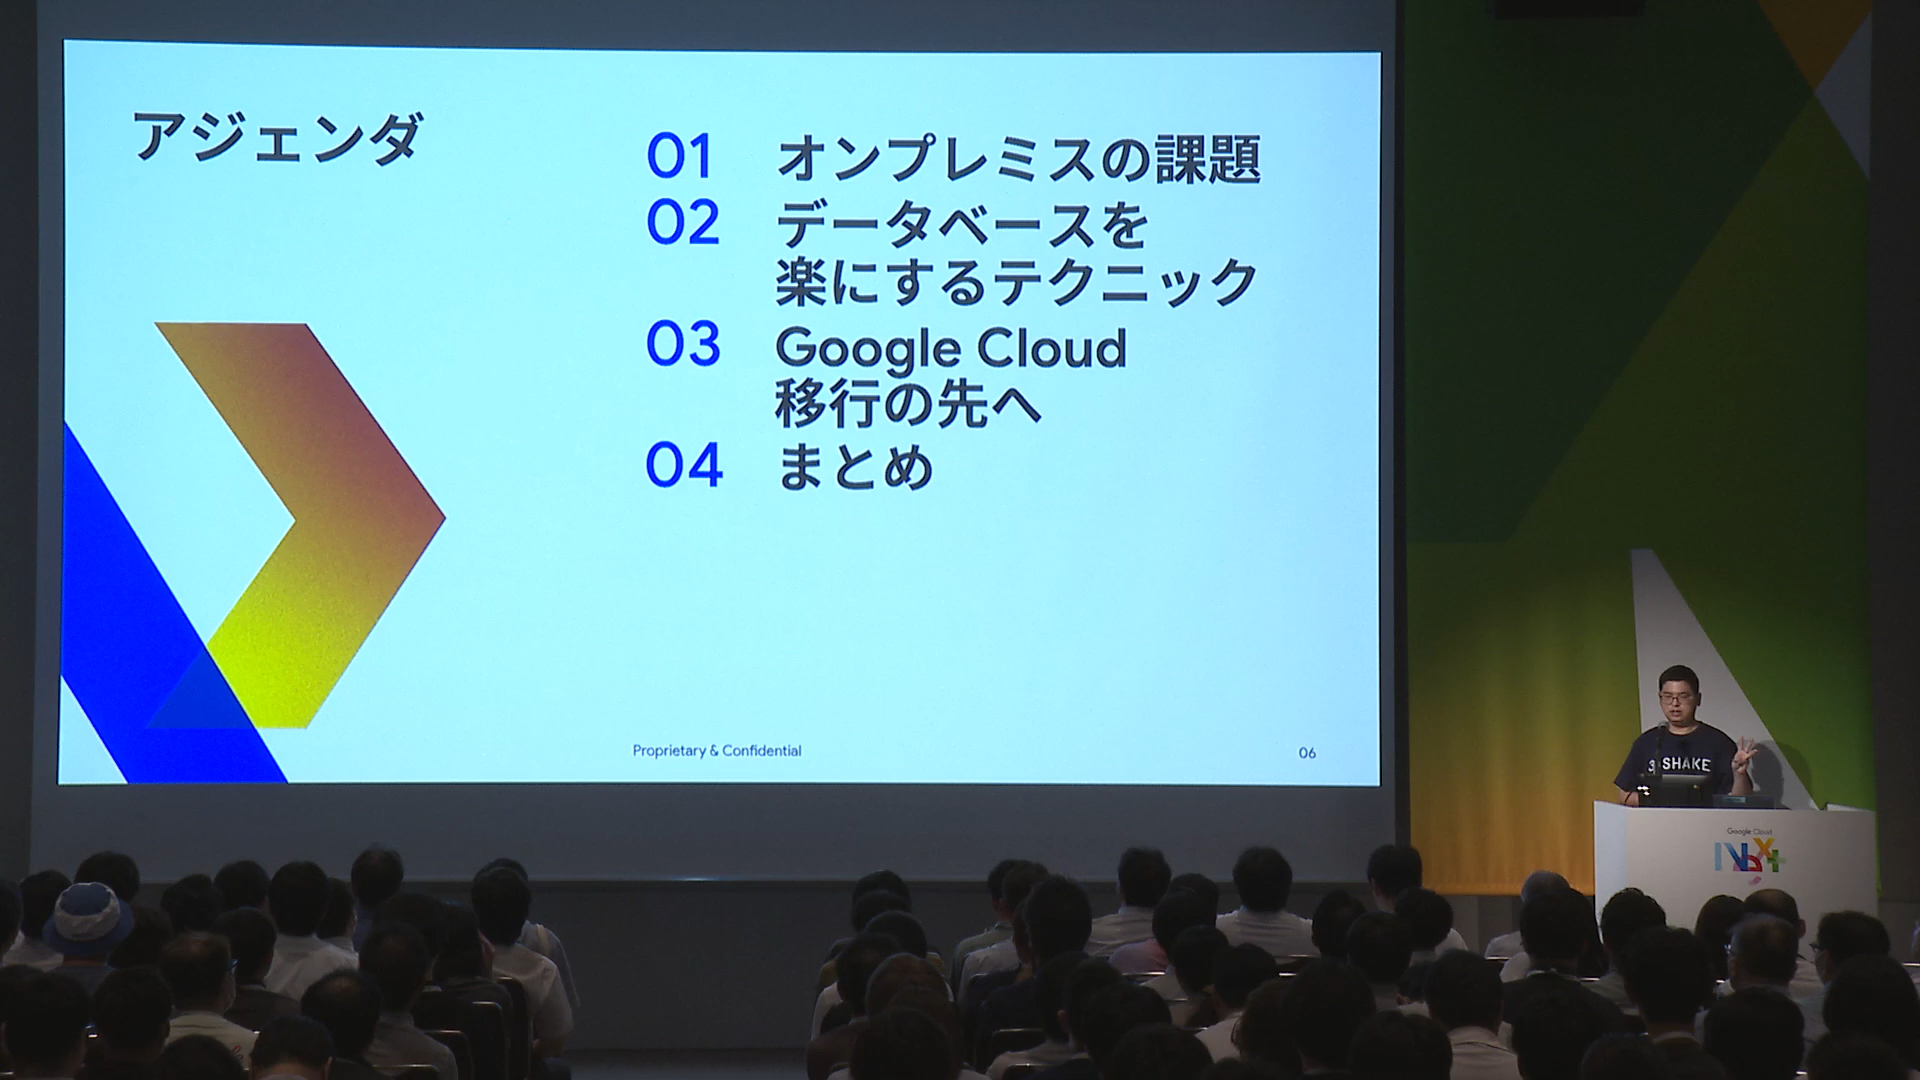 アジェンダ
01 オンプレミスの課題
02 データベースを
楽にするテクニック
03 Google Cloud
移行の先へ
04 まとめ
Proprietary & Confidential
06
SHAKE
Google Cloud